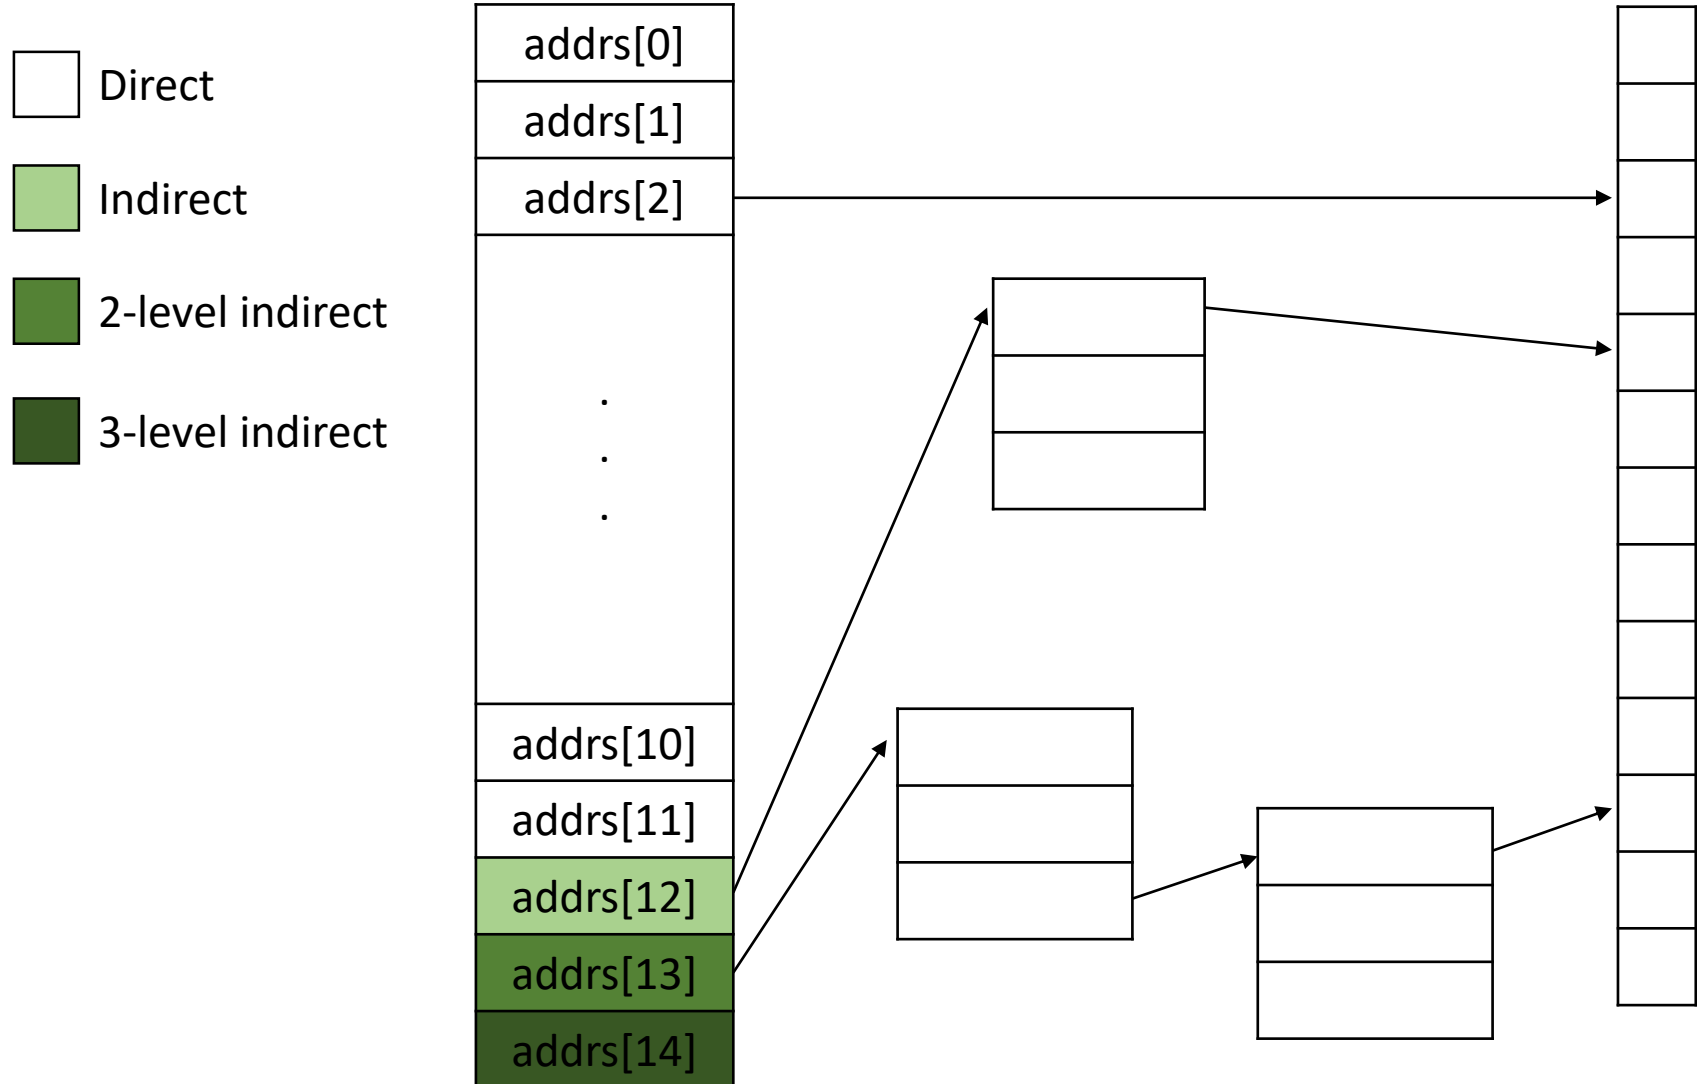 Direct
Indirect
2-level indirect
3-level indirect
addrs[0]
addrs[1]
addrs[2]
.
.
.
addrs[10]
addrs[11]
addrs[12]
addrs[13]
addrs[14]